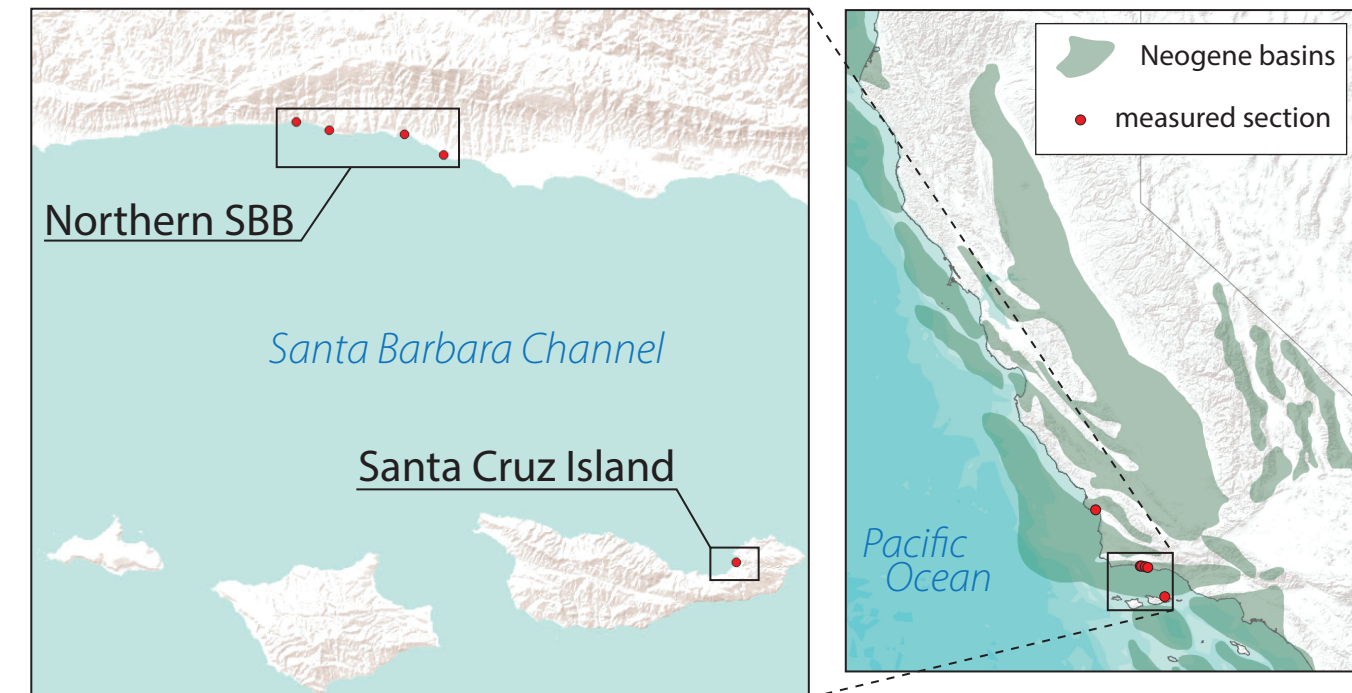 Northern SBB
Santa Barbara Channel
Santa Cruz Island
Neogene basins
measured section
Pacific
Ocean